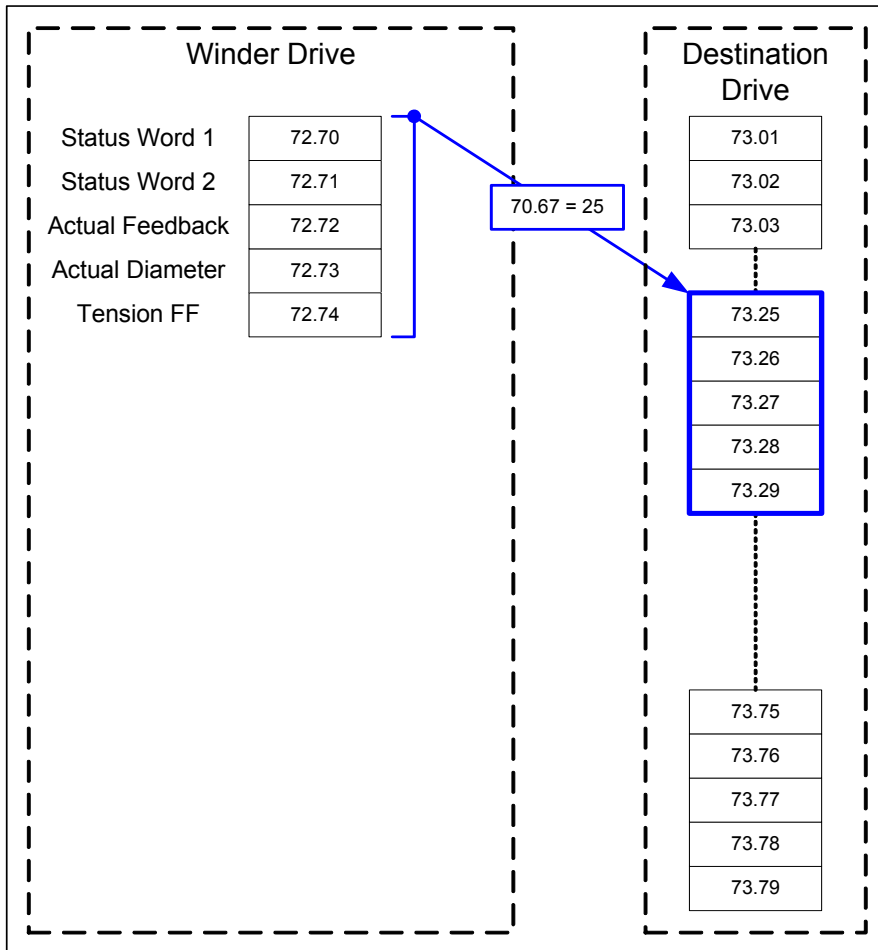 Winder Drive
Status Word 1 72.70
Status Word 2 72.71
Actual Feedback 72.72
Actual Diameter 72.73
Tension FF 72.74
70.67 = 25
Destination
Drive
73.01
73.02
73.03
73.25
73.26
73.27
73.28
73.29
73.75
73.76
73.77
73.78
73.79